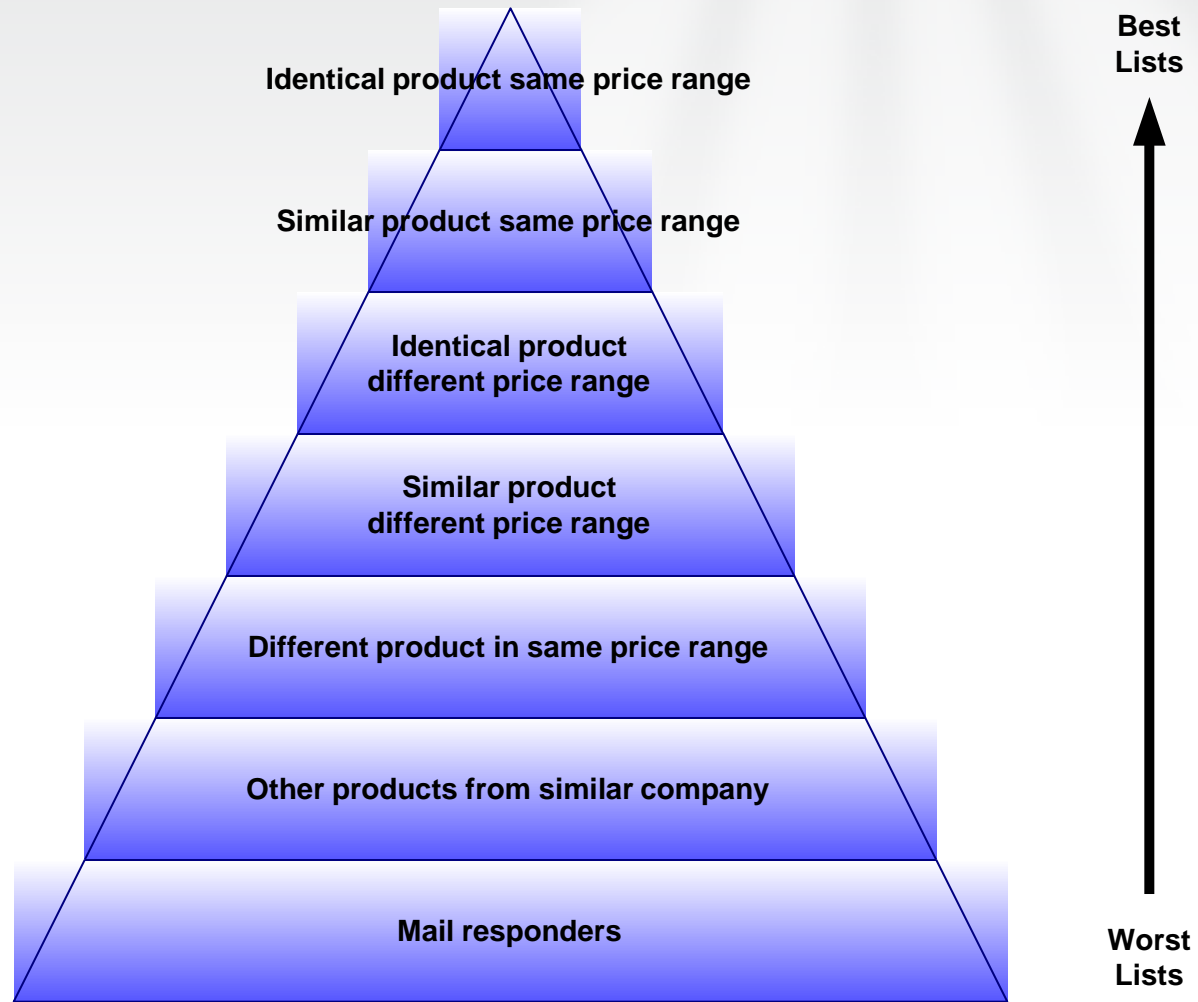 Best
Lists
Identical product same price range
Similar product same price range
Identical product
different price range
Similar product
different price range
Different product in same price range
Other products from similar company
Mail responders
Worst
Lists